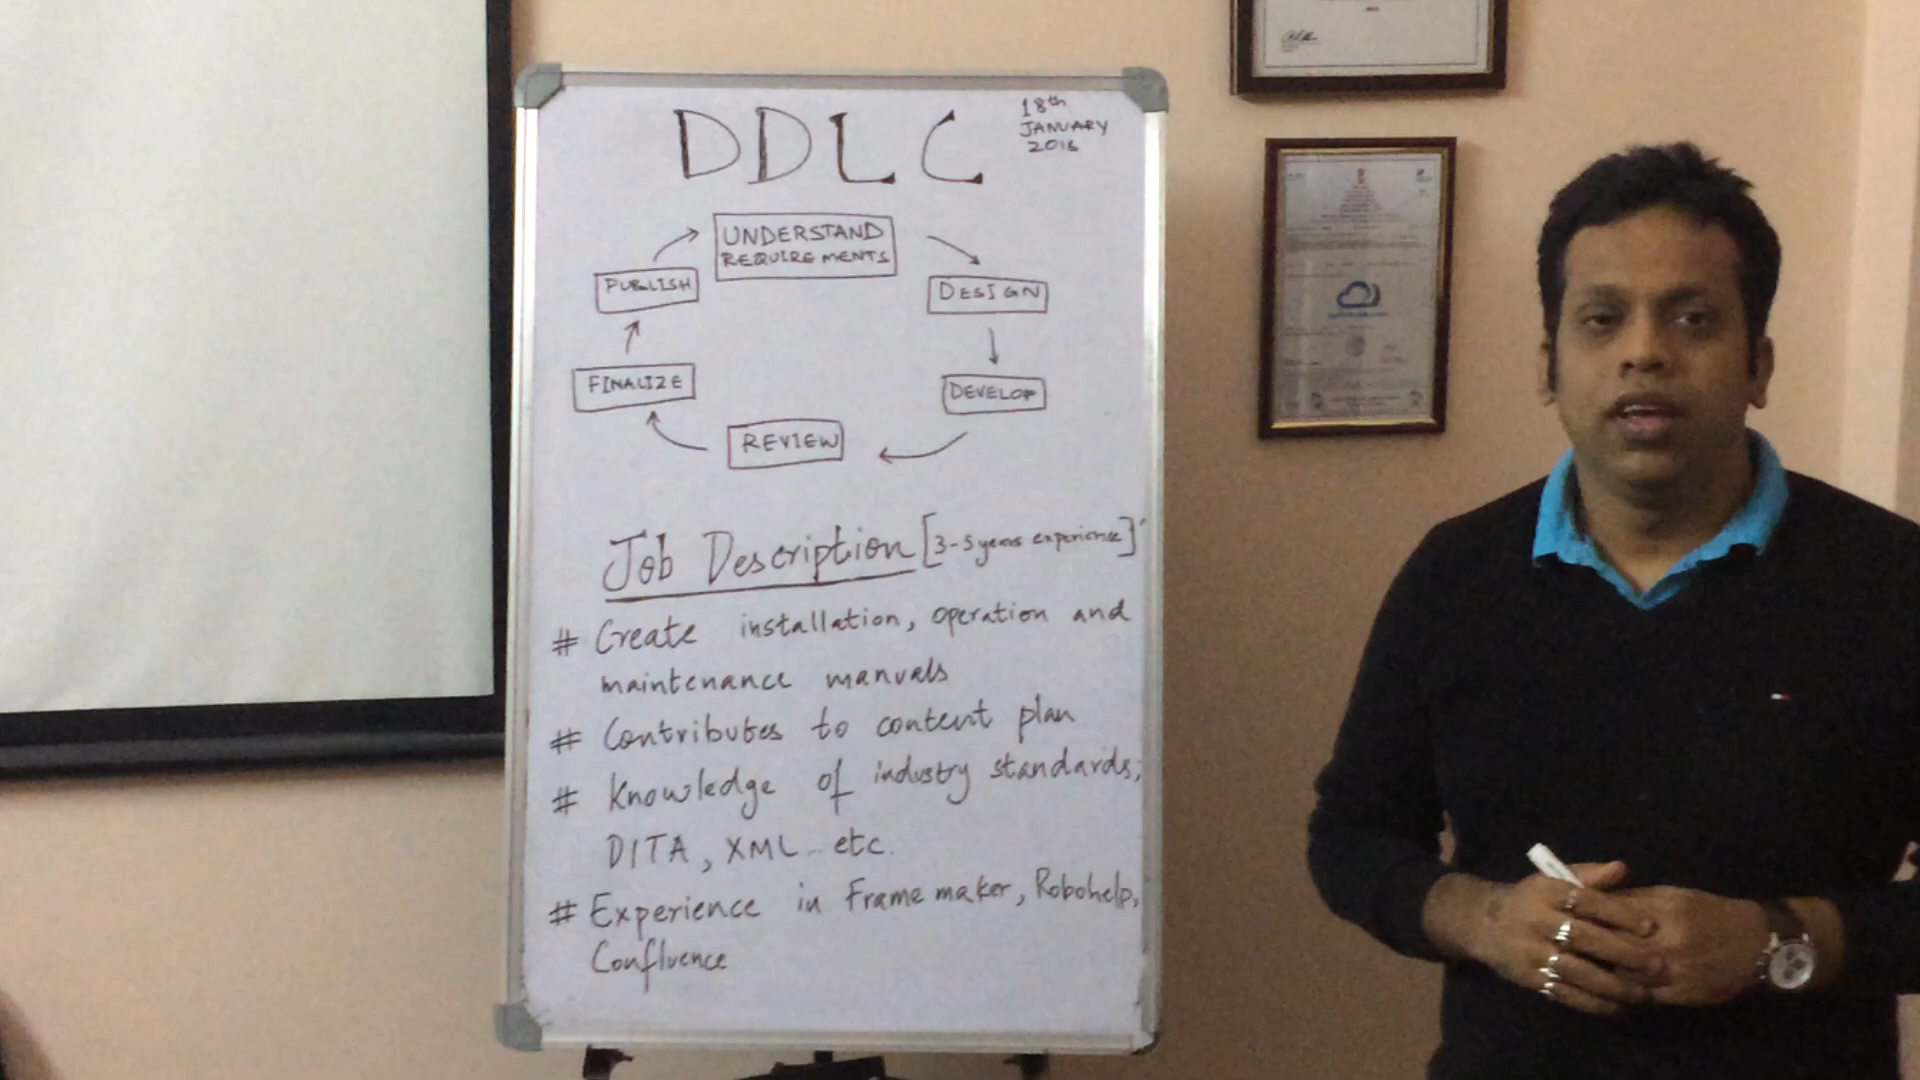 DDLC
18th
JANUARY
2016
UNDERSTAND
REQUIREMENTS
DESIGN
DEVELOP
REVIEW
FINALIZE
PUBLISH
Job Description [3-5 years experience]
# Create installation, operation and
maintenance manuals
# Contributes to content plan
# Knowledge of industry standards,
DITA, XML etc.
# Experience in Framemaker, Robohelp,
Confluence